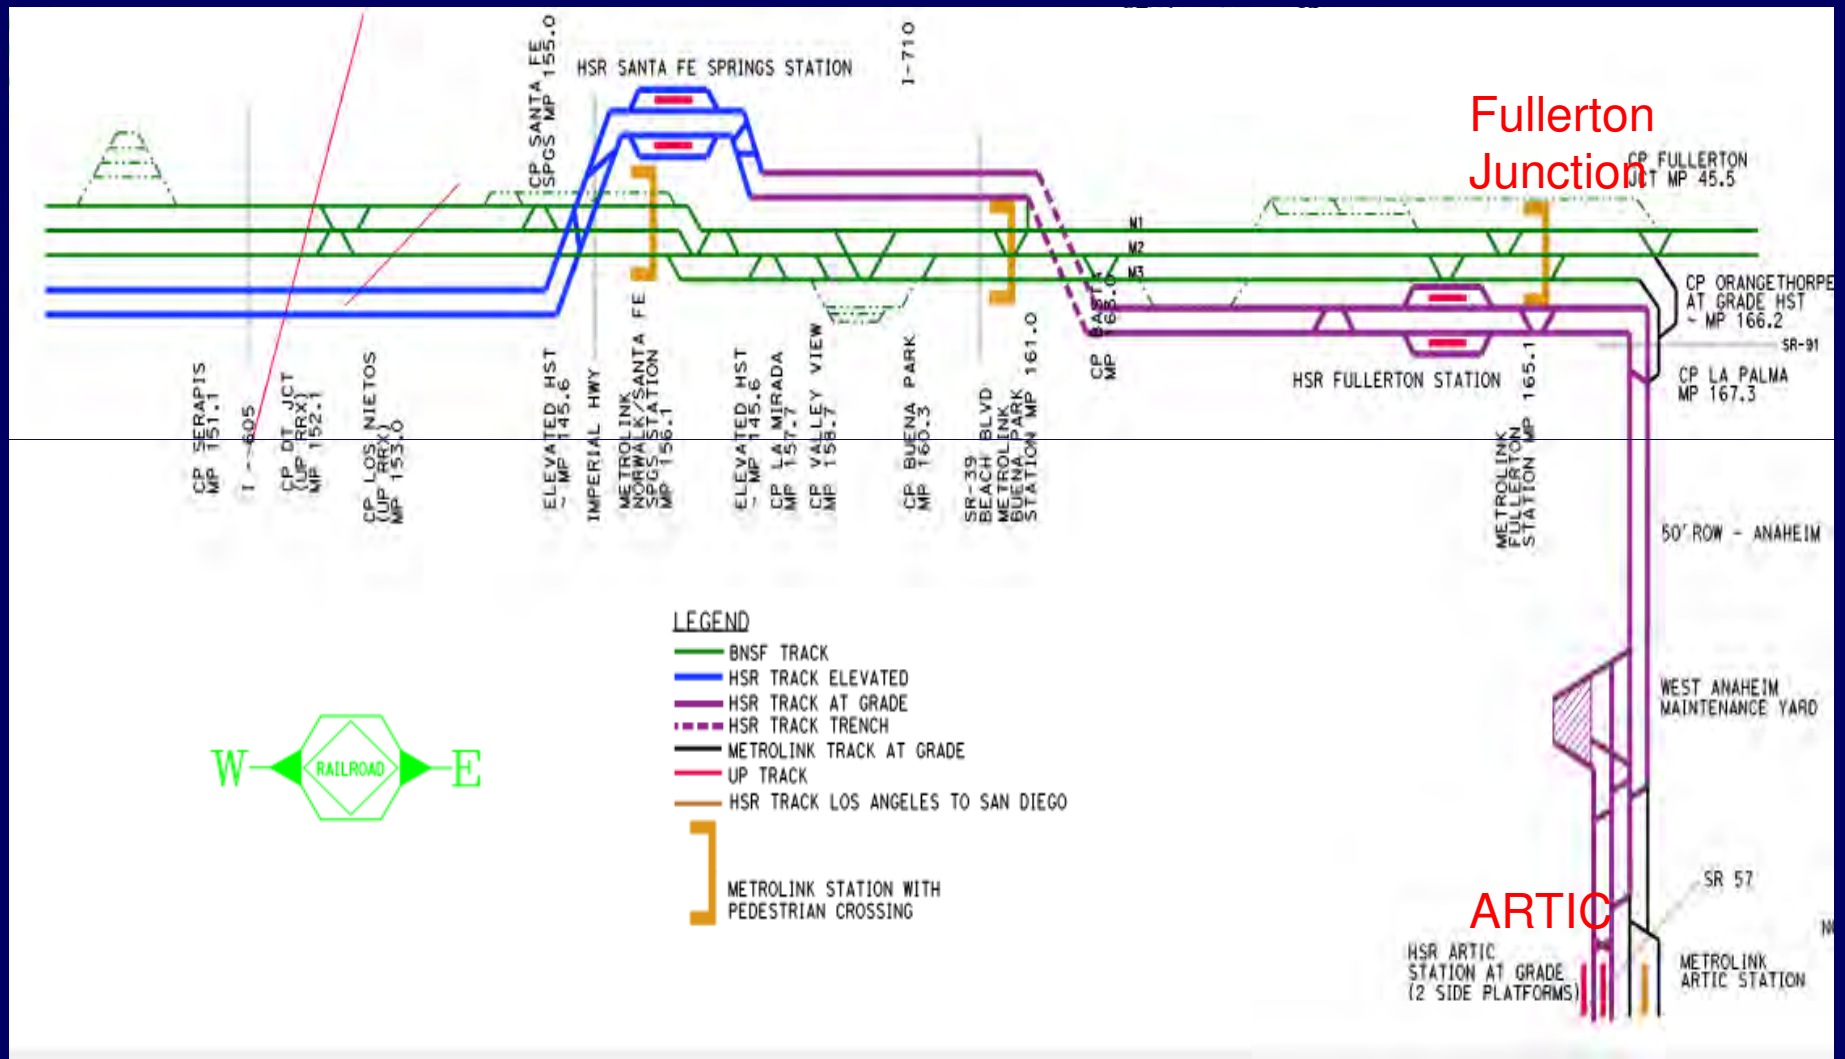 HSR SANTA FE SPRINGS STATION
CP SANTA FE
SPGS MP 155.0
I-710
Fullerton
Junction
CP FULLERTON
JCT MP 45.5
M1
M2
M3
CP ORANGETHORPE
AT GRADE HST
~ MP 166.2
SR-91
CP LA PALMA
MP 167.3
HSR FULLERTON STATION
CP SERAPIS
MP 151.1
I --605
CP DT JCT
(UP RRX)
MP 152.1
CP LOS NIETOS
(UP RRX)
MP 153.0
ELEVATED HST
~ MP 145.6
IMPERIAL HWY
METROLINK
NORWALK/SANTA FE
SPGS STATION
MP 156.1
ELEVATED HST
~ MP 145.6
CP LA MIRADA
MP 157.7
CP VALLEY VIEW
MP 158.7
CP BUENA PARK
MP 160.3
SR-39
BEACH BLVD
METROLINK
BUENA PARK
STATION MP 161.0
CP
MP
METROLINK
FULLERTON
STATION MP 165.1
50' ROW - ANAHEIM
WEST ANAHEIM
MAINTENANCE YARD
LEGEND
BNSF TRACK
HSR TRACK ELEVATED
HSR TRACK AT GRADE
HSR TRACK TRENCH
METROLINK TRACK AT GRADE
UP TRACK
HSR TRACK LOS ANGELES TO SAN DIEGO
METROLINK STATION WITH
PEDESTRIAN CROSSING
W RAILROAD E
SR 57
ARTIC
HSR ARTIC
STATION AT GRADE
(2 SIDE PLATFORMS)
METROLINK
ARTIC STATION